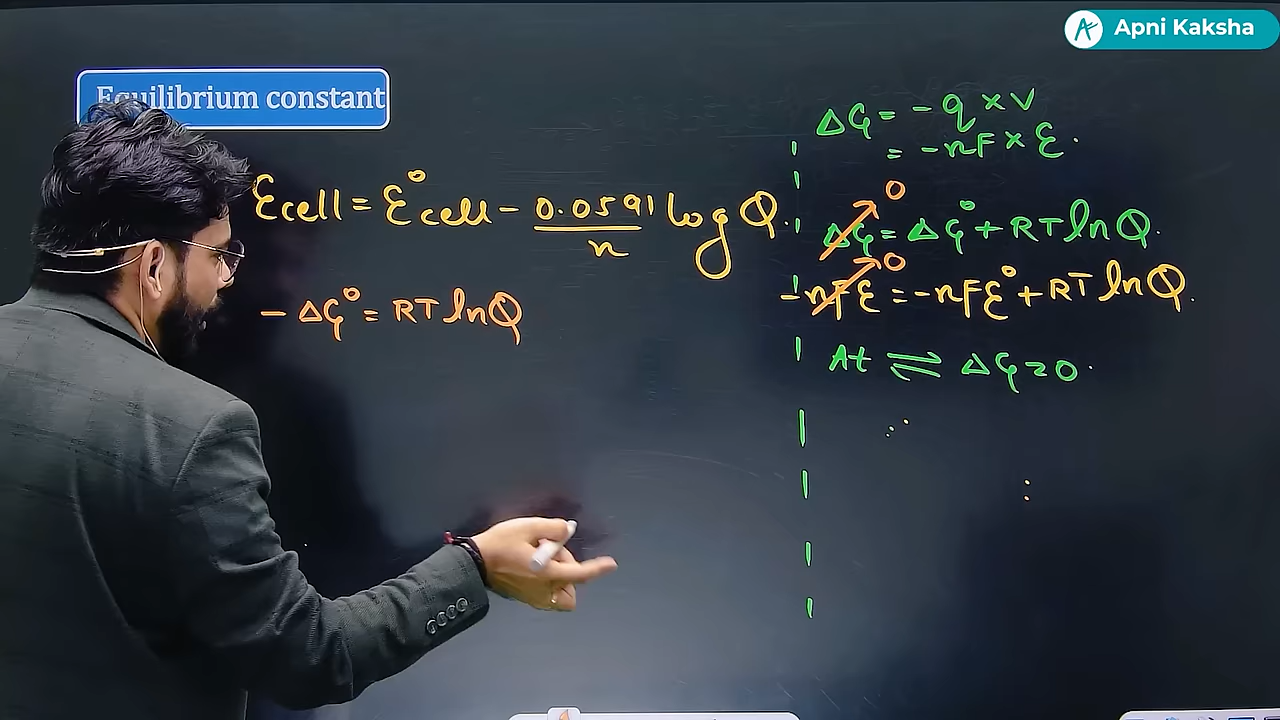 Apni Kaksha
Equilibrium constant
Ecell = E°cell - 0.0591/n log Q.
- ΔG° = RT ln Q
ΔG = - q × V
= - nF × E.
ΔG = ΔG° + RT ln Q. 0
- nFE = - nFE° + RT ln Q. 0
At ⇌ ΔG = 0.